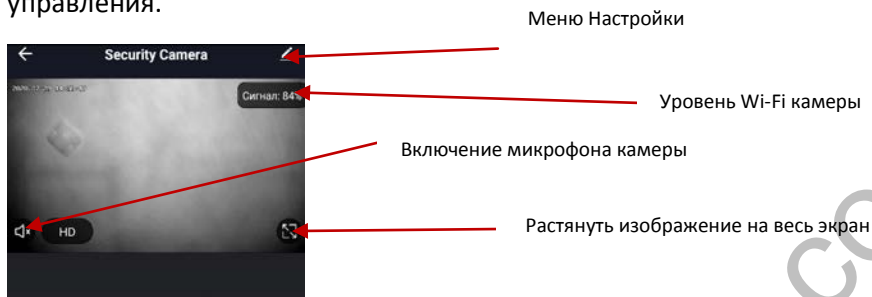 управления.
Меню Настройки
Security Camera
Сигнал: 84%
Уровень Wi-Fi камеры
Включение микрофона камеры
HD
Растянуть изображение на весь экран